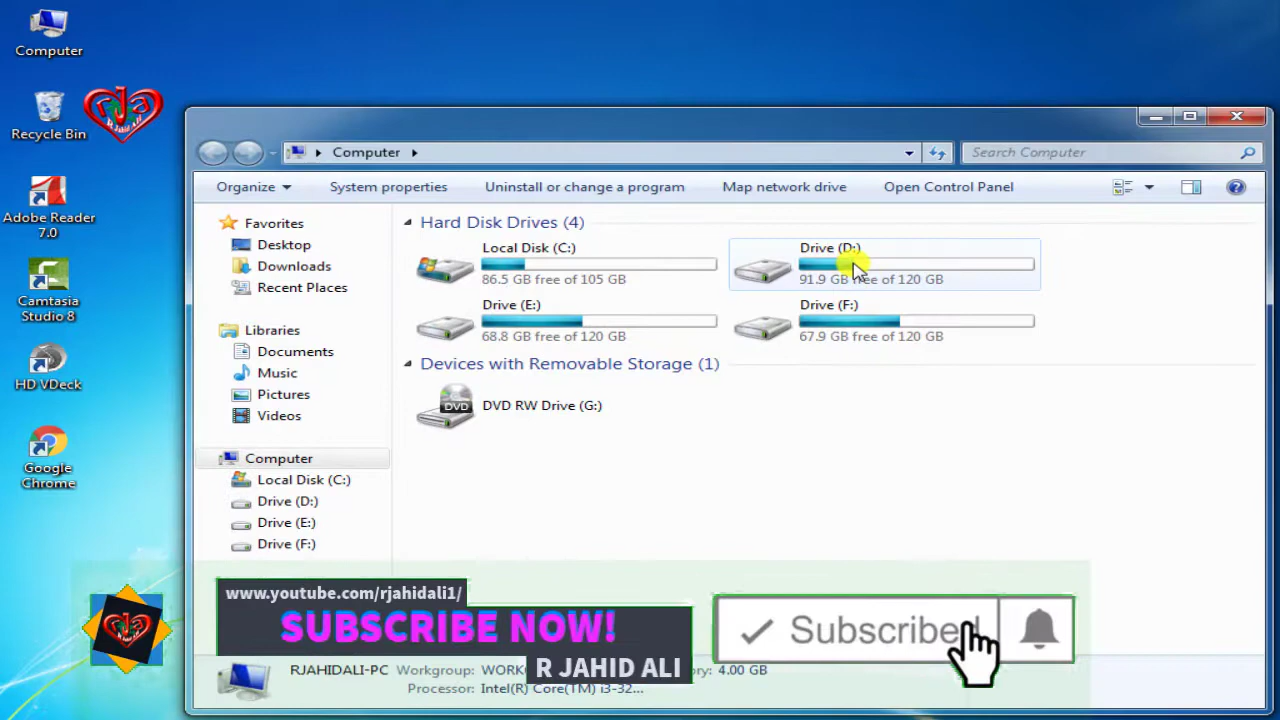 Computer
Recycle Bin
rja
R Jahid Ali
Adobe Reader
7.0
Camtasia
Studio 8
HD VDeck
Google
Chrome
Computer
Search Computer
Organize
System properties
Uninstall or change a program
Map network drive
Open Control Panel
Favorites
Desktop
Downloads
Recent Places
Libraries
Documents
Music
Pictures
Videos
Computer
Local Disk (C:)
Drive (D:)
Drive (E:)
Drive (F:)
Hard Disk Drives (4)
Local Disk (C:)
86.5 GB free of 105 GB
Drive (D:)
91.9 GB free of 120 GB
Drive (E:)
68.8 GB free of 120 GB
Drive (F:)
67.9 GB free of 120 GB
Devices with Removable Storage (1)
DVD
DVD RW Drive (G:)
www.youtube.com/rjahidali1/
SUBSCRIBE NOW!
R JAHID ALI
Subscribed
RJAHIDALI-PC
Workgroup:
4.00 GB
Processor: Intel(R) Core(TM) i3-32...